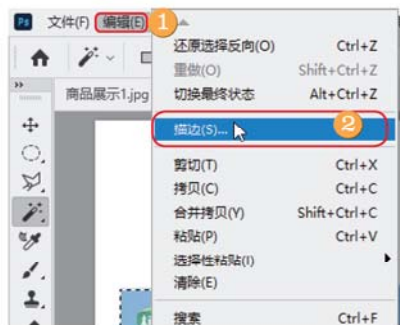 Ps 文件(F) 编辑(E) 1
还原选择反向(O) Ctrl+Z
重做(O) Shift+Ctrl+Z
切换最终状态 Alt+Ctrl+Z
商品展示1.jpg
描边(S)... 2
剪切(T) Ctrl+X
拷贝(C) Ctrl+C
合并拷贝(Y) Shift+Ctrl+C
粘贴(P) Ctrl+V
选择性粘贴(I)
清除(E)
搜索 Ctrl+F